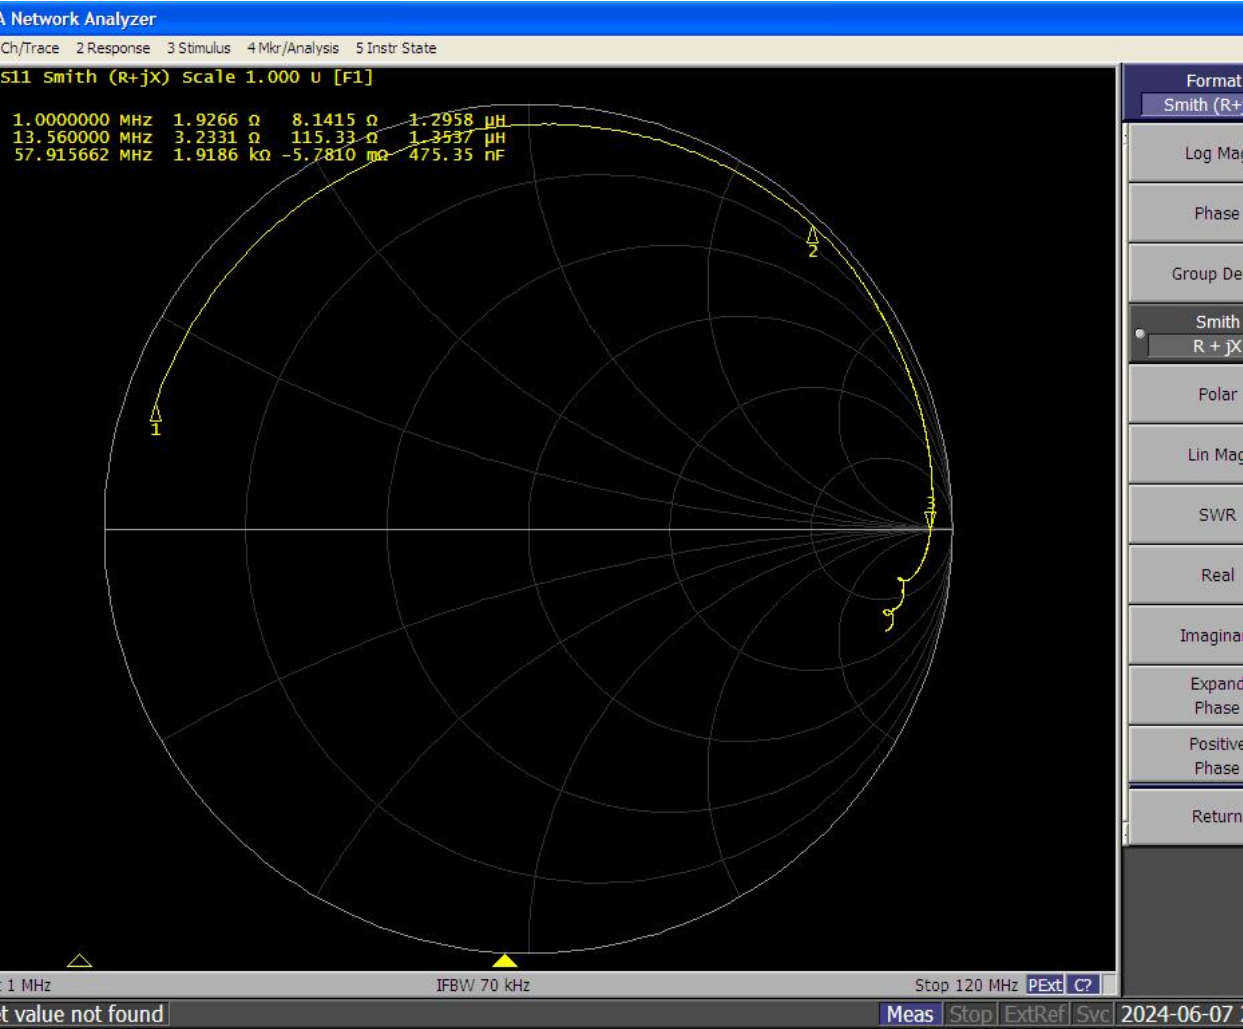 A Network Analyzer
Ch/Trace 2 Response 3 Stimulus 4 Mkr/Analysis 5 Instr State
S11 Smith (R+jX) Scale 1.000 U [F1]
1.0000000 MHz 1.9266 Ω 8.1415 Ω 1.2958 µH
13.560000 MHz 3.2331 Ω 115.33 Ω 1.3537 µH
57.915662 MHz 1.9186 kΩ -5.7810 mΩ 475.35 nF
2
3
1
Format
Smith (R+j
Log Mag
Phase
Group De
Smith
R + jX
Polar
Lin Mag
SWR
Real
Imaginar
Expand
Phase
Positive
Phase
Return
1 MHz
IFBW 70 kHz
Stop 120 MHz PExt C?
t value not found
Meas Stop ExtRef Svc 2024-06-07